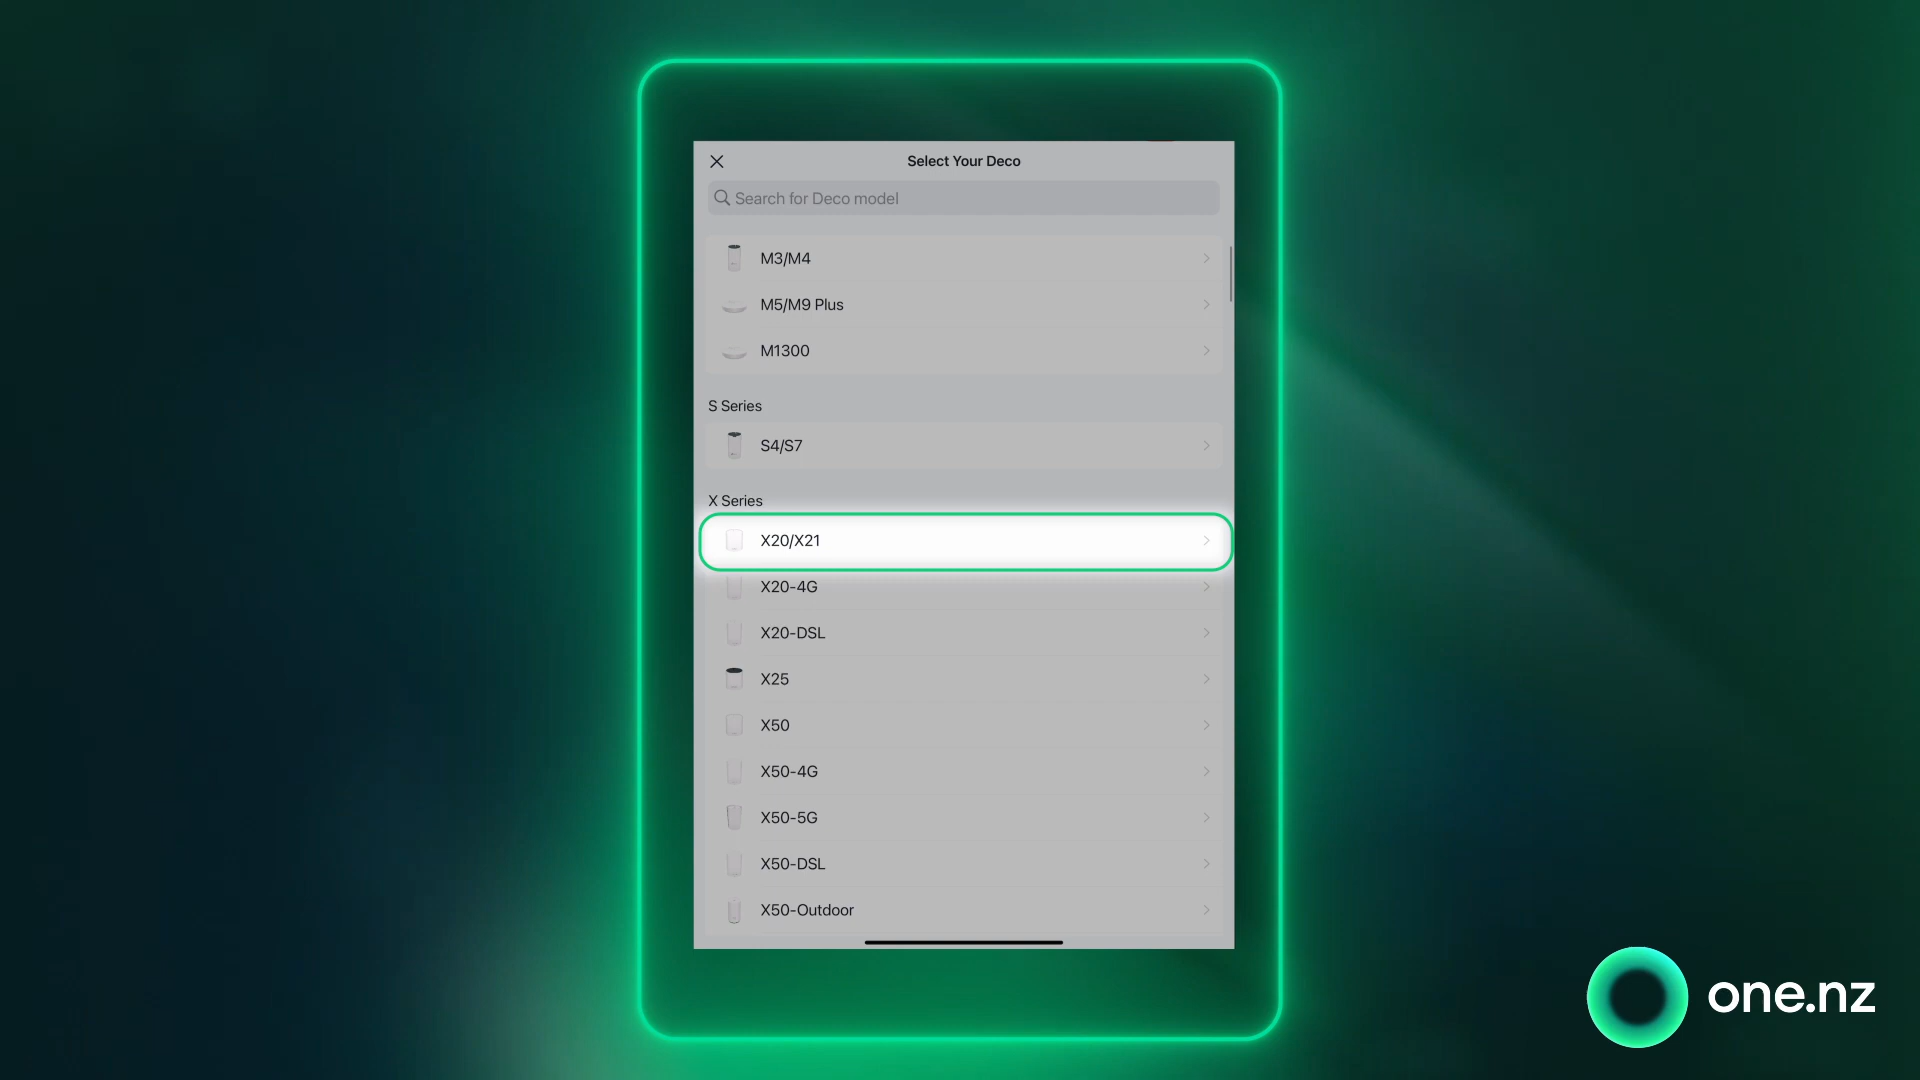 Select Your Deco
Search for Deco model
M3/M4
M5/M9 Plus
M1300
S Series
S4/S7
X Series
X20/X21
X20-4G
X20-DSL
X25
X50
X50-4G
X50-5G
X50-DSL
X50-Outdoor
one.nz